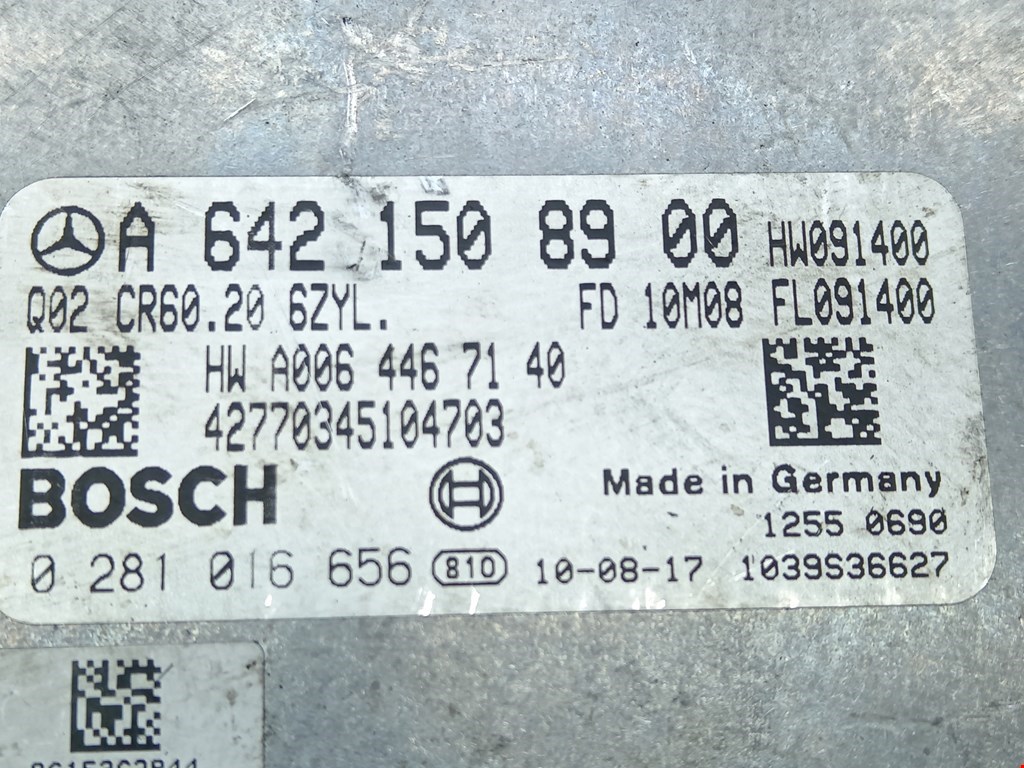 A 642 150 89 00 HW091400
Q02 CR60.20 6ZYL. FD 10M08 FL091400
HW A006 446 71 40
42770345104703
BOSCH
Made in Germany
1255 0690
0 281 016 656 810 10-08-17 1039S36627